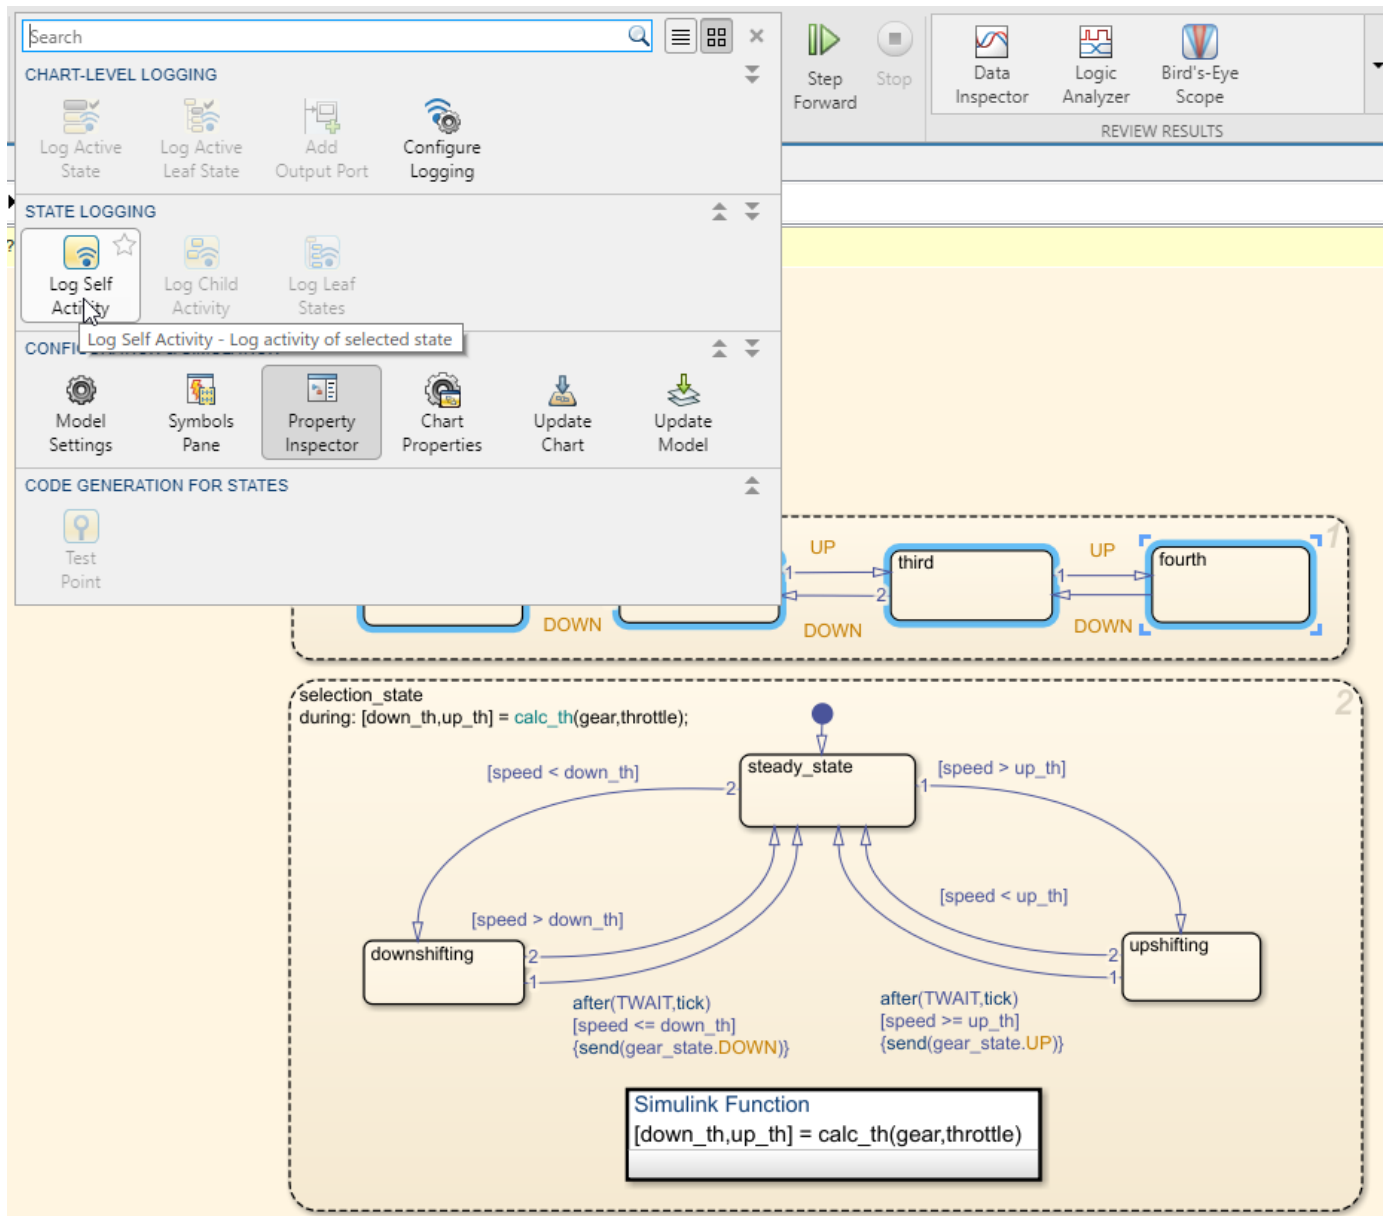 Search
CHART-LEVEL LOGGING
Log Active State
Log Active Leaf State
Add Output Port
Configure Logging
STATE LOGGING
Log Self Activity
Log Child Activity
Log Leaf States
Log Self Activity - Log activity of selected state
Model Settings
Symbols Pane
Property Inspector
Chart Properties
Update Chart
Update Model
CODE GENERATION FOR STATES
Test Point
Step Forward
Stop
Data Inspector
Logic Analyzer
Bird's-Eye Scope
REVIEW RESULTS
?
1
UP
third
UP
fourth
1
1
2
DOWN
DOWN
DOWN
selection_state
during: [down_th,up_th] = calc_th(gear,throttle);
2
steady_state
[speed < down_th]
[speed > up_th]
2
1
[speed > down_th]
[speed < up_th]
downshifting
upshifting
2
1
2
1
after(TWAIT,tick)
[speed <= down_th]
{send(gear_state.DOWN)}
after(TWAIT,tick)
[speed >= up_th]
{send(gear_state.UP)}
Simulink Function
[down_th,up_th] = calc_th(gear,throttle)